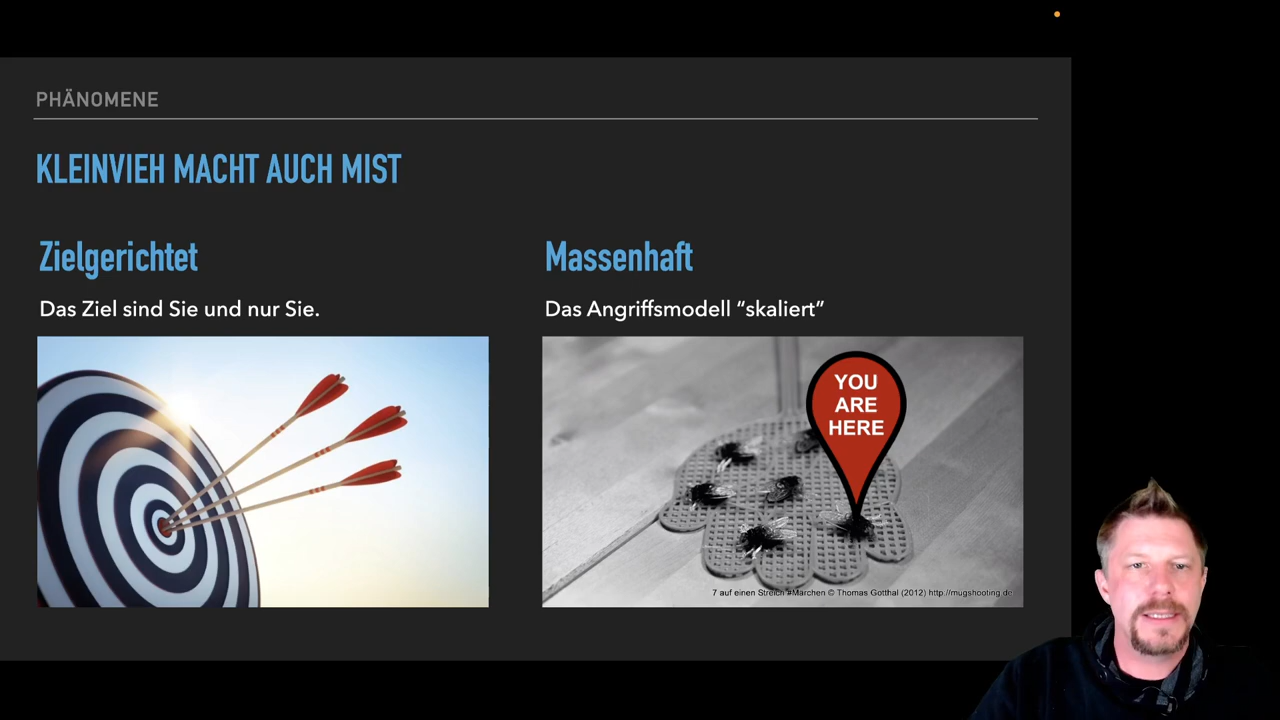 PHÄNOMENE
KLEINVIEH MACHT AUCH MIST
Zielgerichtet
Das Ziel sind Sie und nur Sie.
Massenhaft
Das Angriffsmodell “skaliert”
YOU
ARE
HERE
7 auf einen Streich #Märchen © Thomas Gotthal (2012) http://mugshooting.de